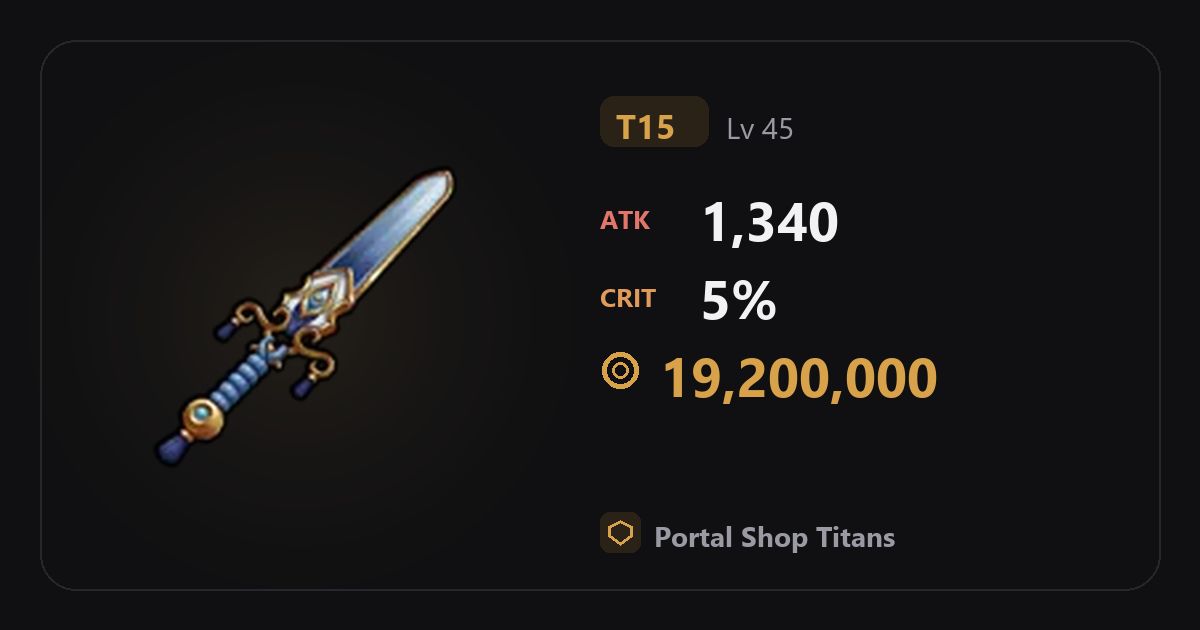 T15 Lv 45
ATK 1,340
CRIT 5%
19,200,000
Portal Shop Titans